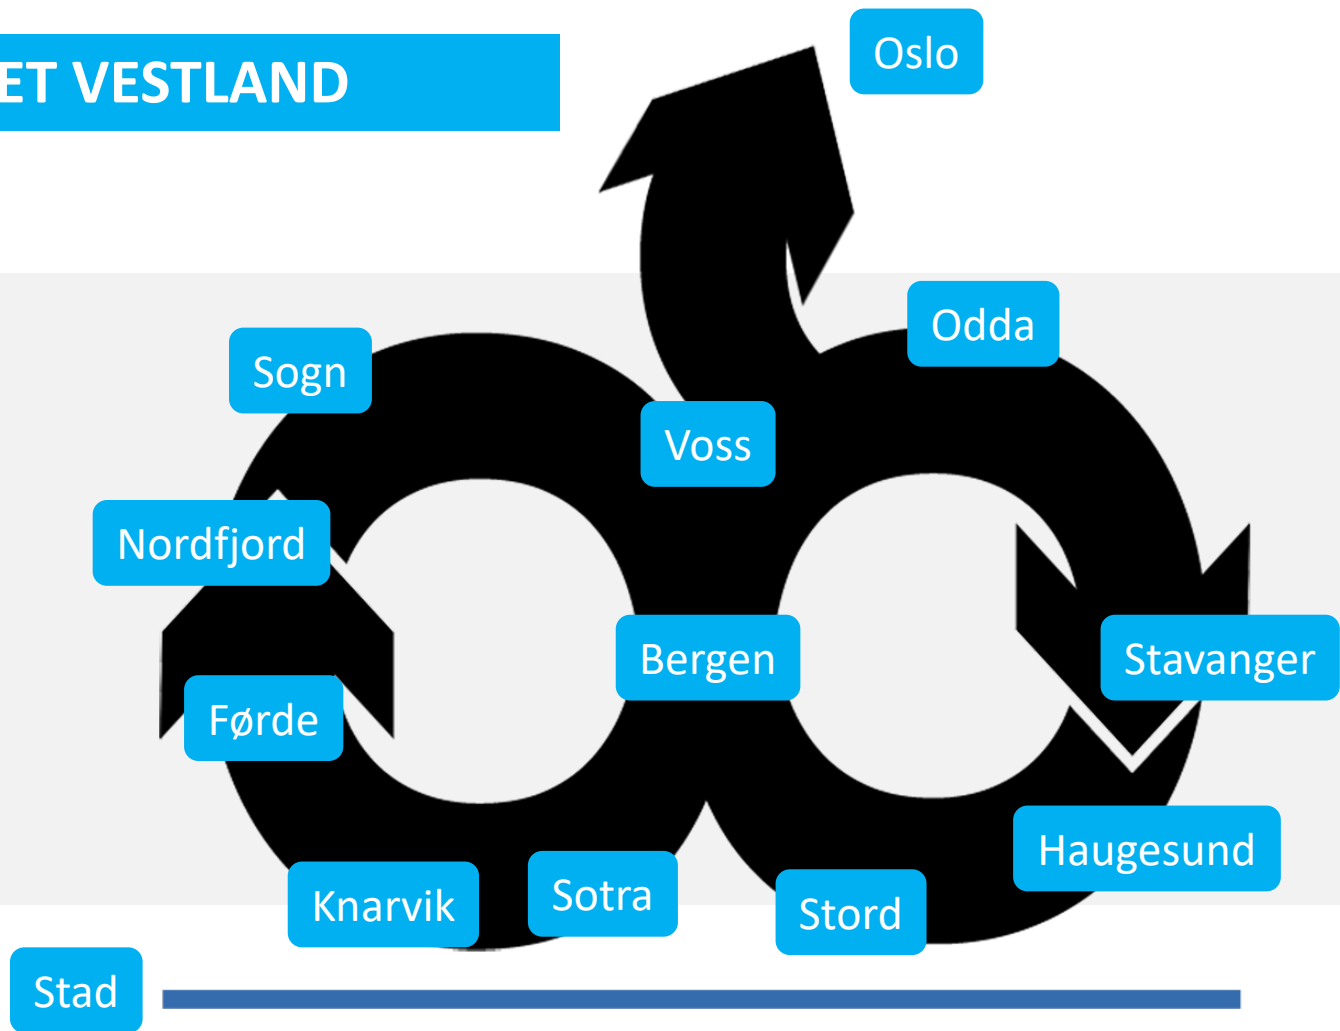 ET VESTLAND
Oslo
Odda
Sogn
Voss
Nordfjord
Bergen
Stavanger
Førde
Haugesund
Knarvik
Sotra
Stord
Stad